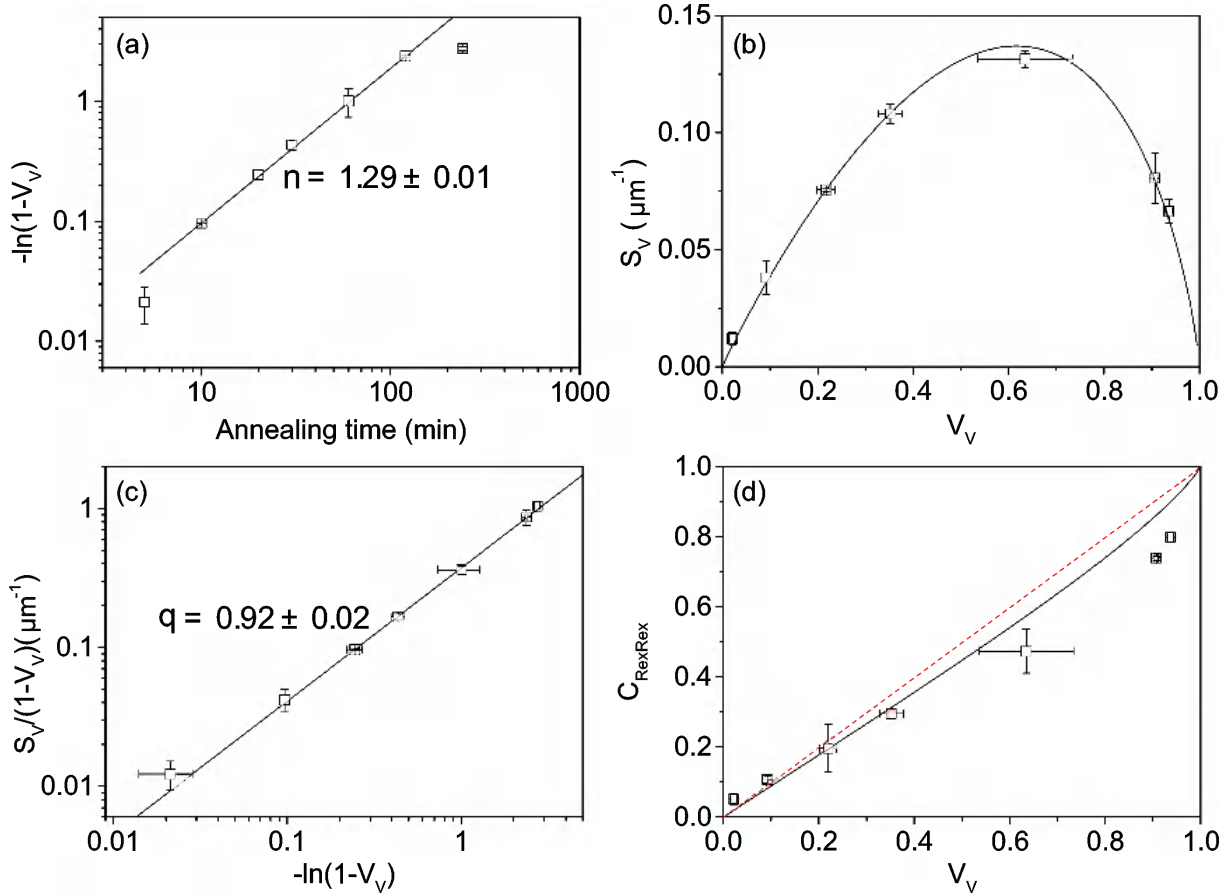 (a)
1
0.1
0.01
-ln(1-V_V)
n = 1.29 ± 0.01
10
100
1000
Annealing time (min)
(b)
0.15
0.10
0.05
0.00
S_V ( µm⁻¹)
0.0
0.2
0.4
0.6
0.8
1.0
V_V
(c)
1
0.1
0.01
S_V/(1-V_V)( µm⁻¹)
q = 0.92 ± 0.02
0.01
0.1
1
-ln(1-V_V)
(d)
1.0
0.8
0.6
0.4
0.2
0.0
C_RexRex
0.0
0.2
0.4
0.6
0.8
1.0
V_V